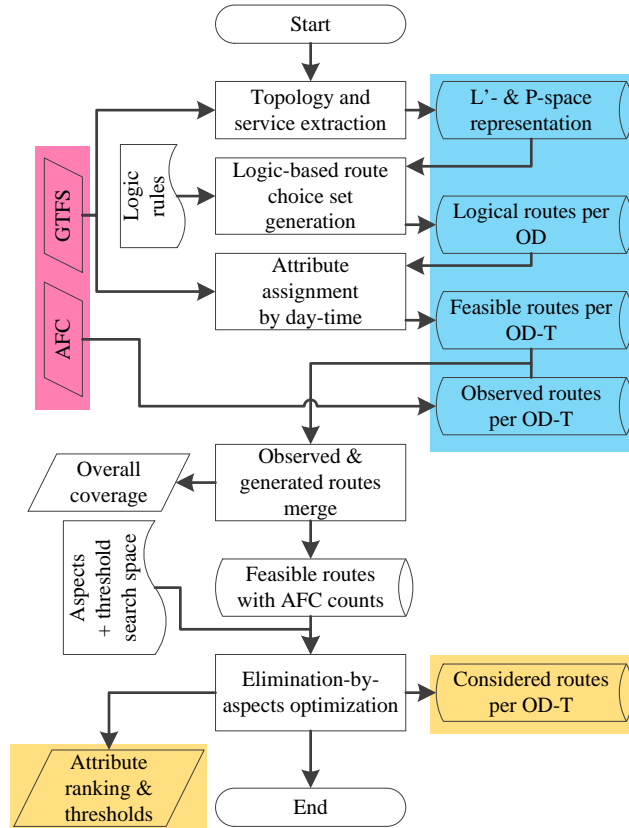 Start
Topology and
service extraction
L'- & P-space
representation
GTFS
Logic
rules
Logic-based route
choice set
generation
Logical routes per
OD
Attribute
assignment
by day-time
Feasible routes per
OD-T
AFC
Observed routes
per OD-T
Overall
coverage
Observed &
generated routes
merge
Aspects
+ threshold
search space
Feasible routes
with AFC counts
Elimination-by-
aspects optimization
Considered routes
per OD-T
Attribute
ranking &
thresholds
End